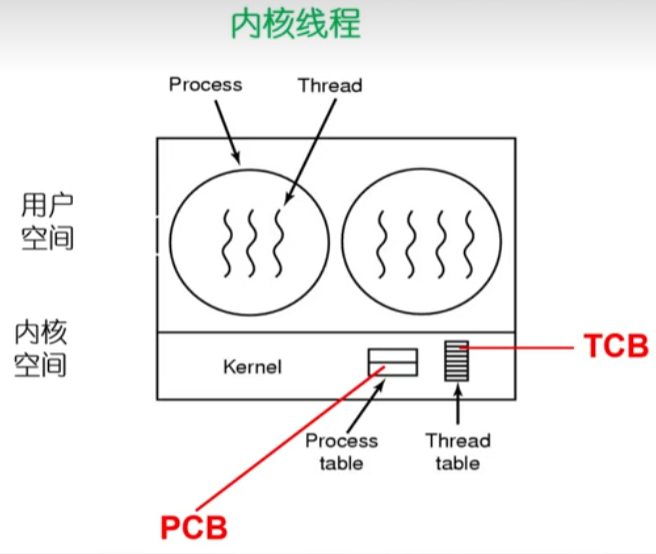 内核线程
Process
Thread
用户
空间
内核
空间
Kernel
TCB
Process
table
Thread
table
PCB